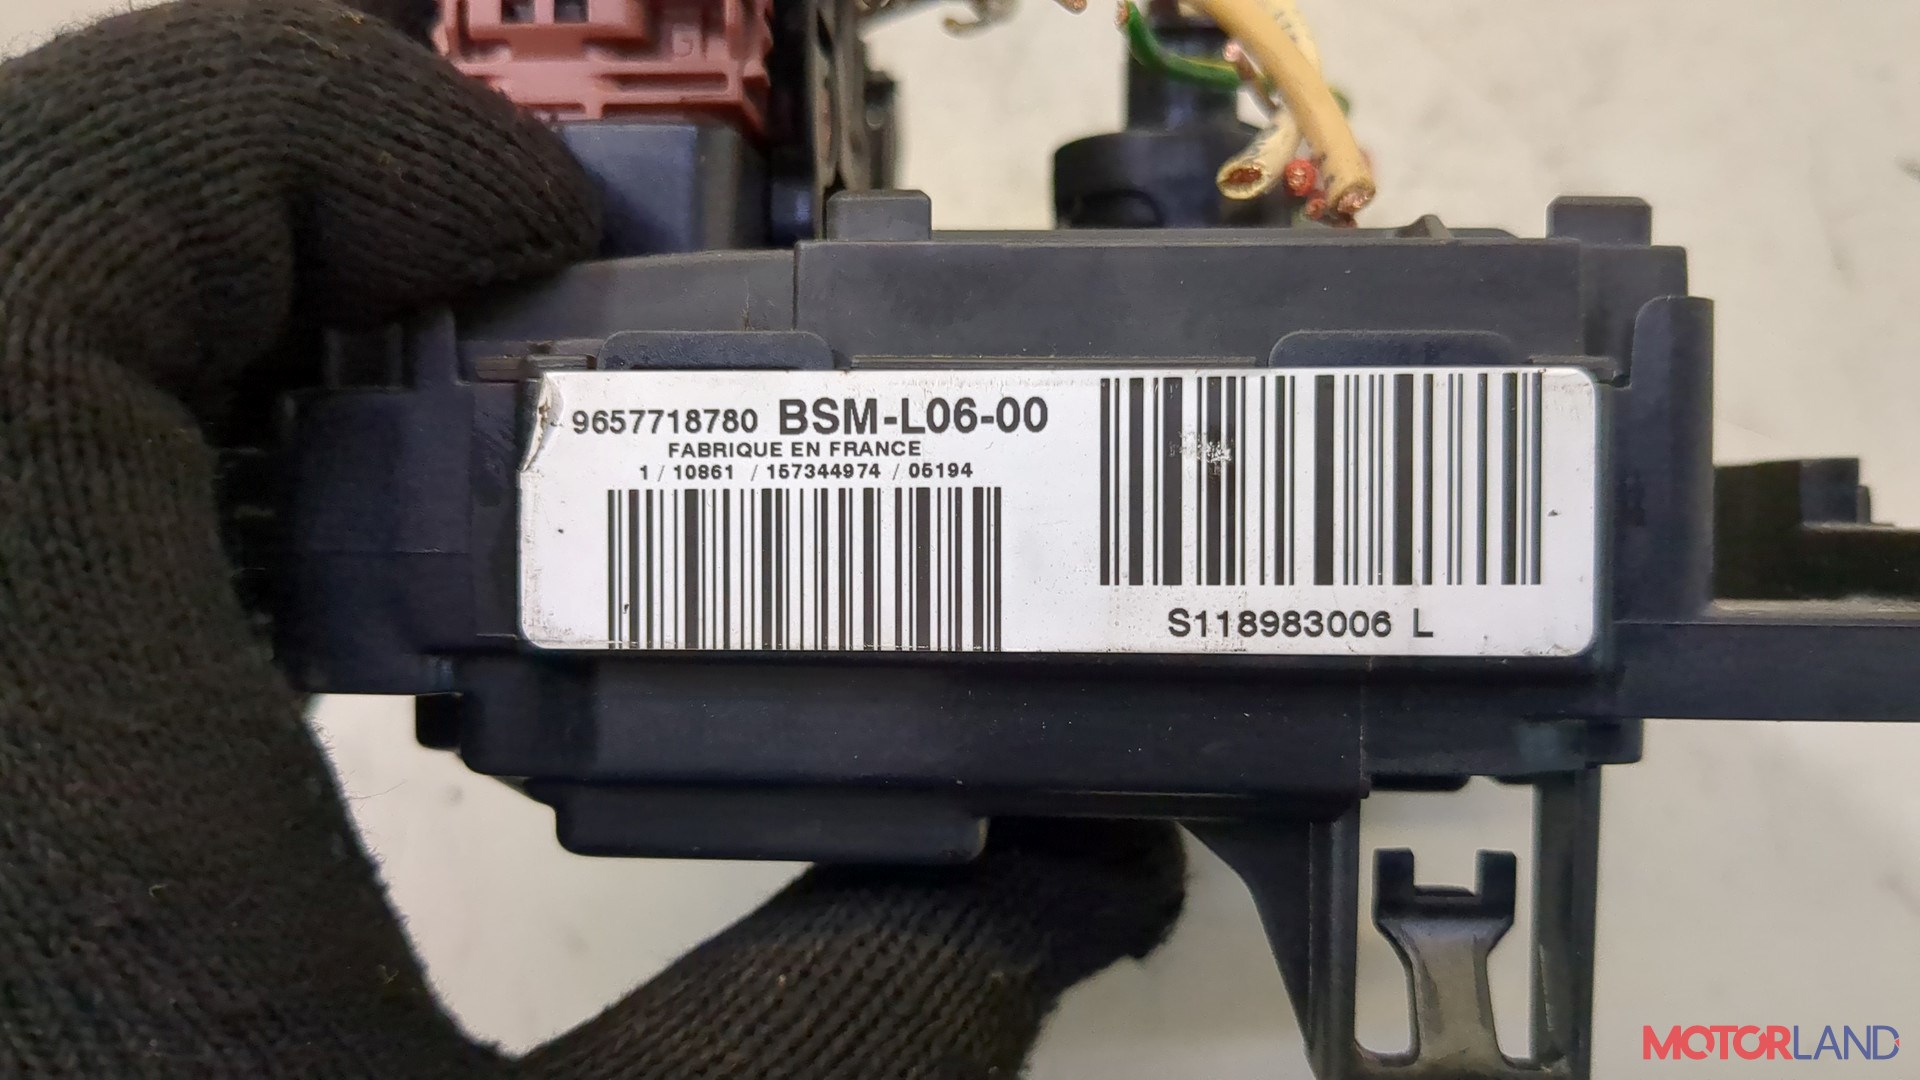 9657718780 BSM-L06-00
FABRIQUE EN FRANCE
1 / 10861 / 157344974 / 05194
S118983006 L
MOTORLAND